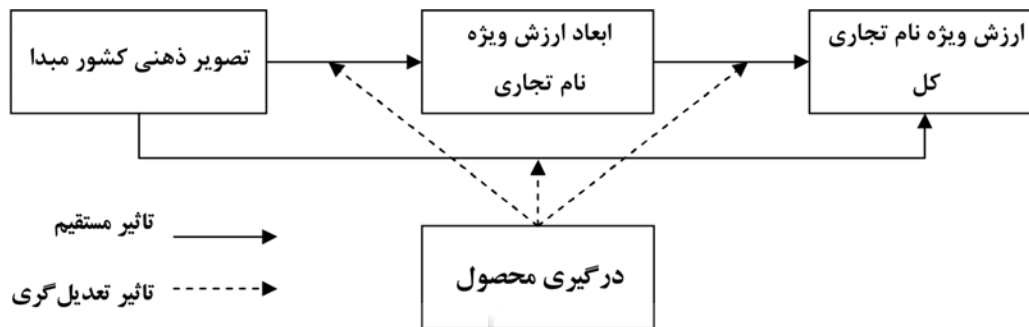 تصویر ذهنی کشور مبدا
ابعاد ارزش ویژه
نام تجاری
ارزش ویژه نام تجاری
کل
تاثیر مستقیم
تاثیر تعدیل‌گری
درگیری محصول